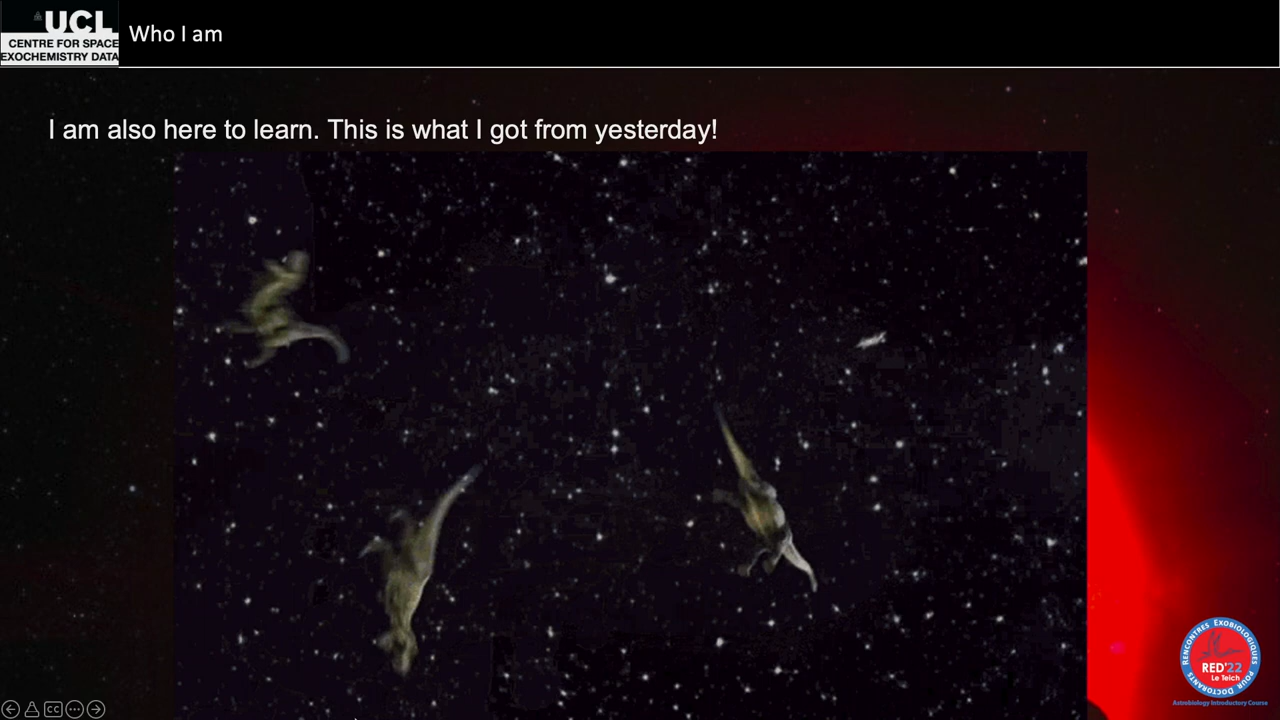 UCL
CENTRE FOR SPACE
EXOCHEMISTRY DATA
Who I am
I am also here to learn. This is what I got from yesterday!
RENCONTRES EXOBIOLOGIQUES
POUR DOCTORANTS
RED'22
Le Teich
Astrobiology Introductory Course
CC